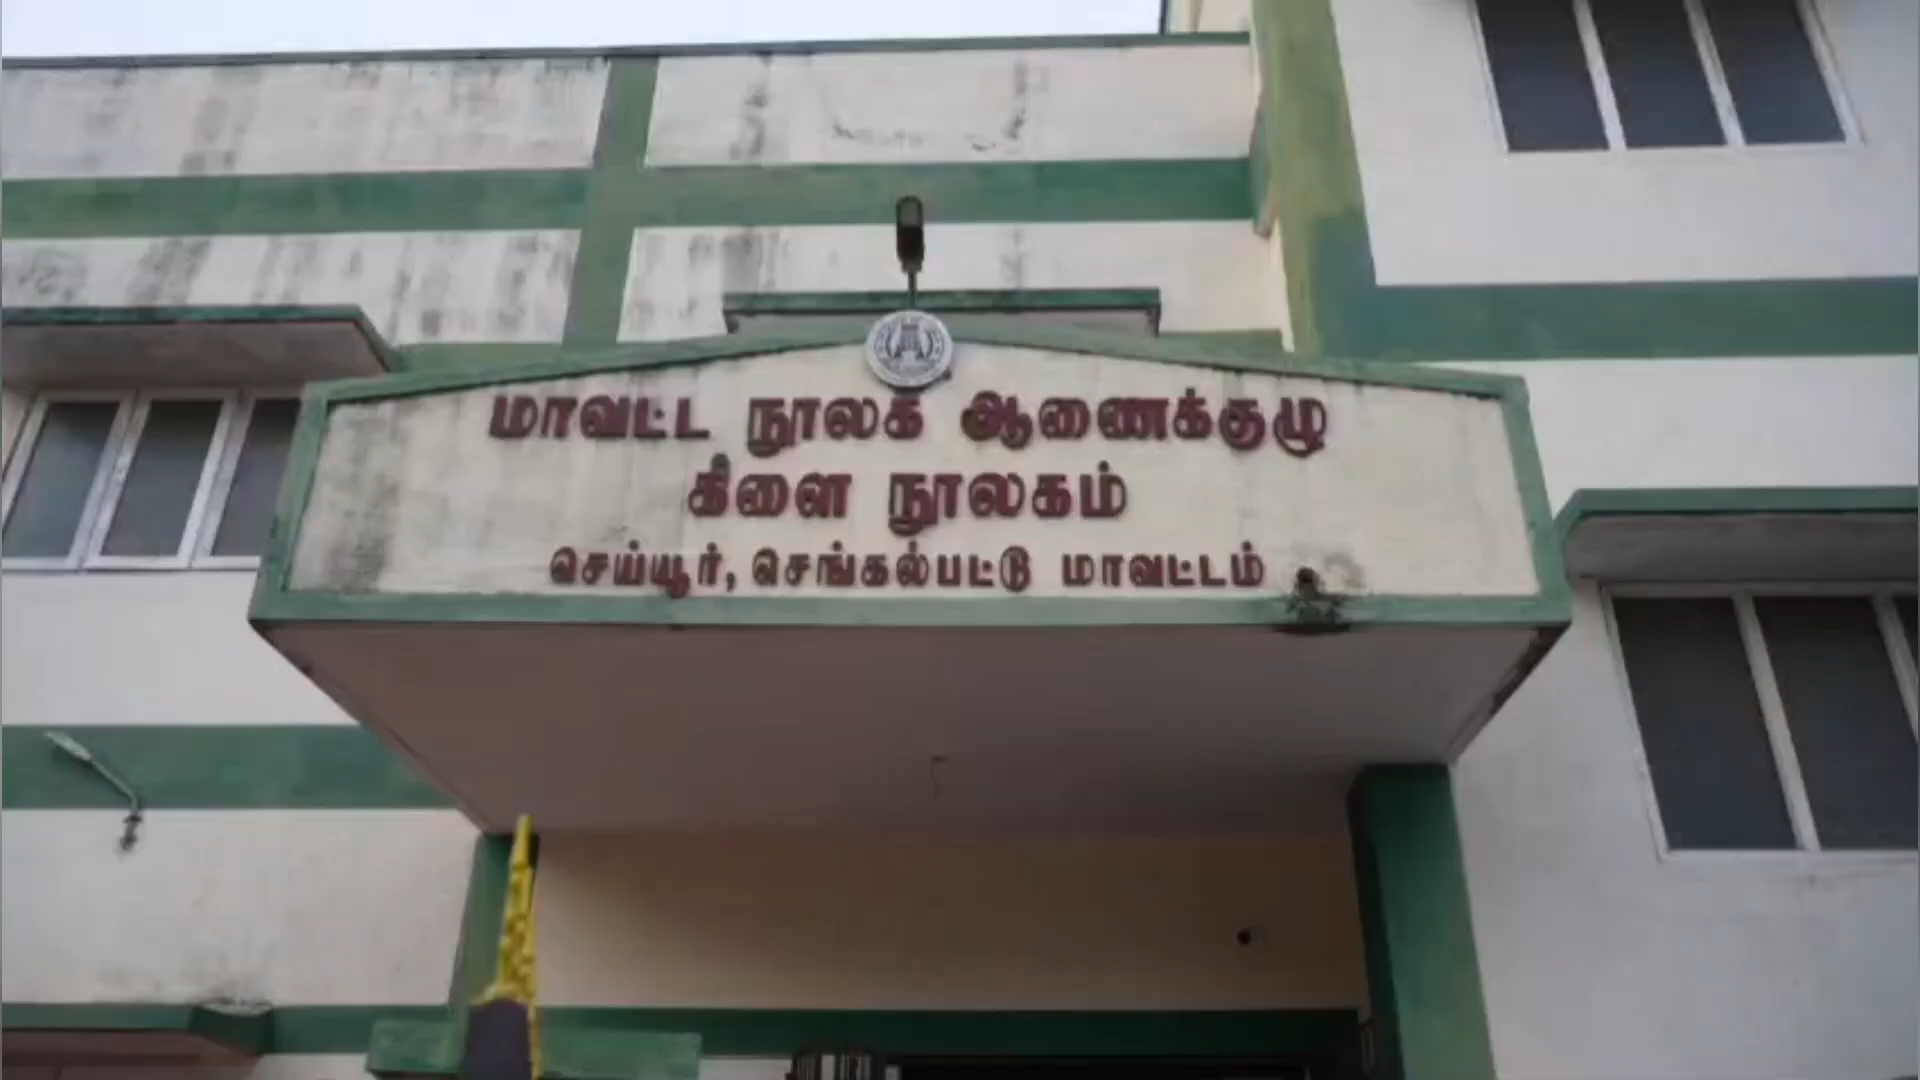 மாவட்ட நூலக ஆணைக்குழு
கிளை நூலகம்
செய்யூர், செங்கல்பட்டு மாவட்டம்